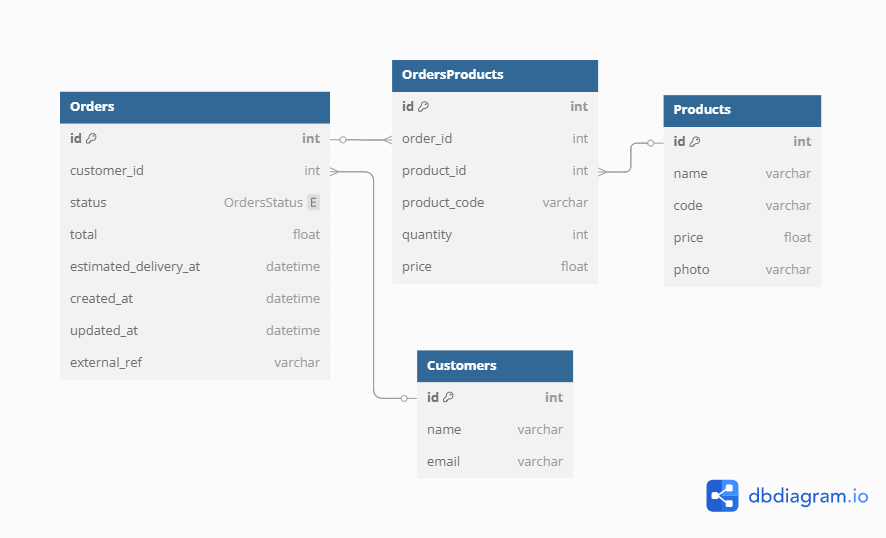 Orders
id int
customer_id int
status OrdersStatus E
total float
estimated_delivery_at datetime
created_at datetime
updated_at datetime
external_ref varchar
OrdersProducts
id int
order_id int
product_id int
product_code varchar
quantity int
price float
Products
id int
name varchar
code varchar
price float
photo varchar
Customers
id int
name varchar
email varchar
dbdiagram.io